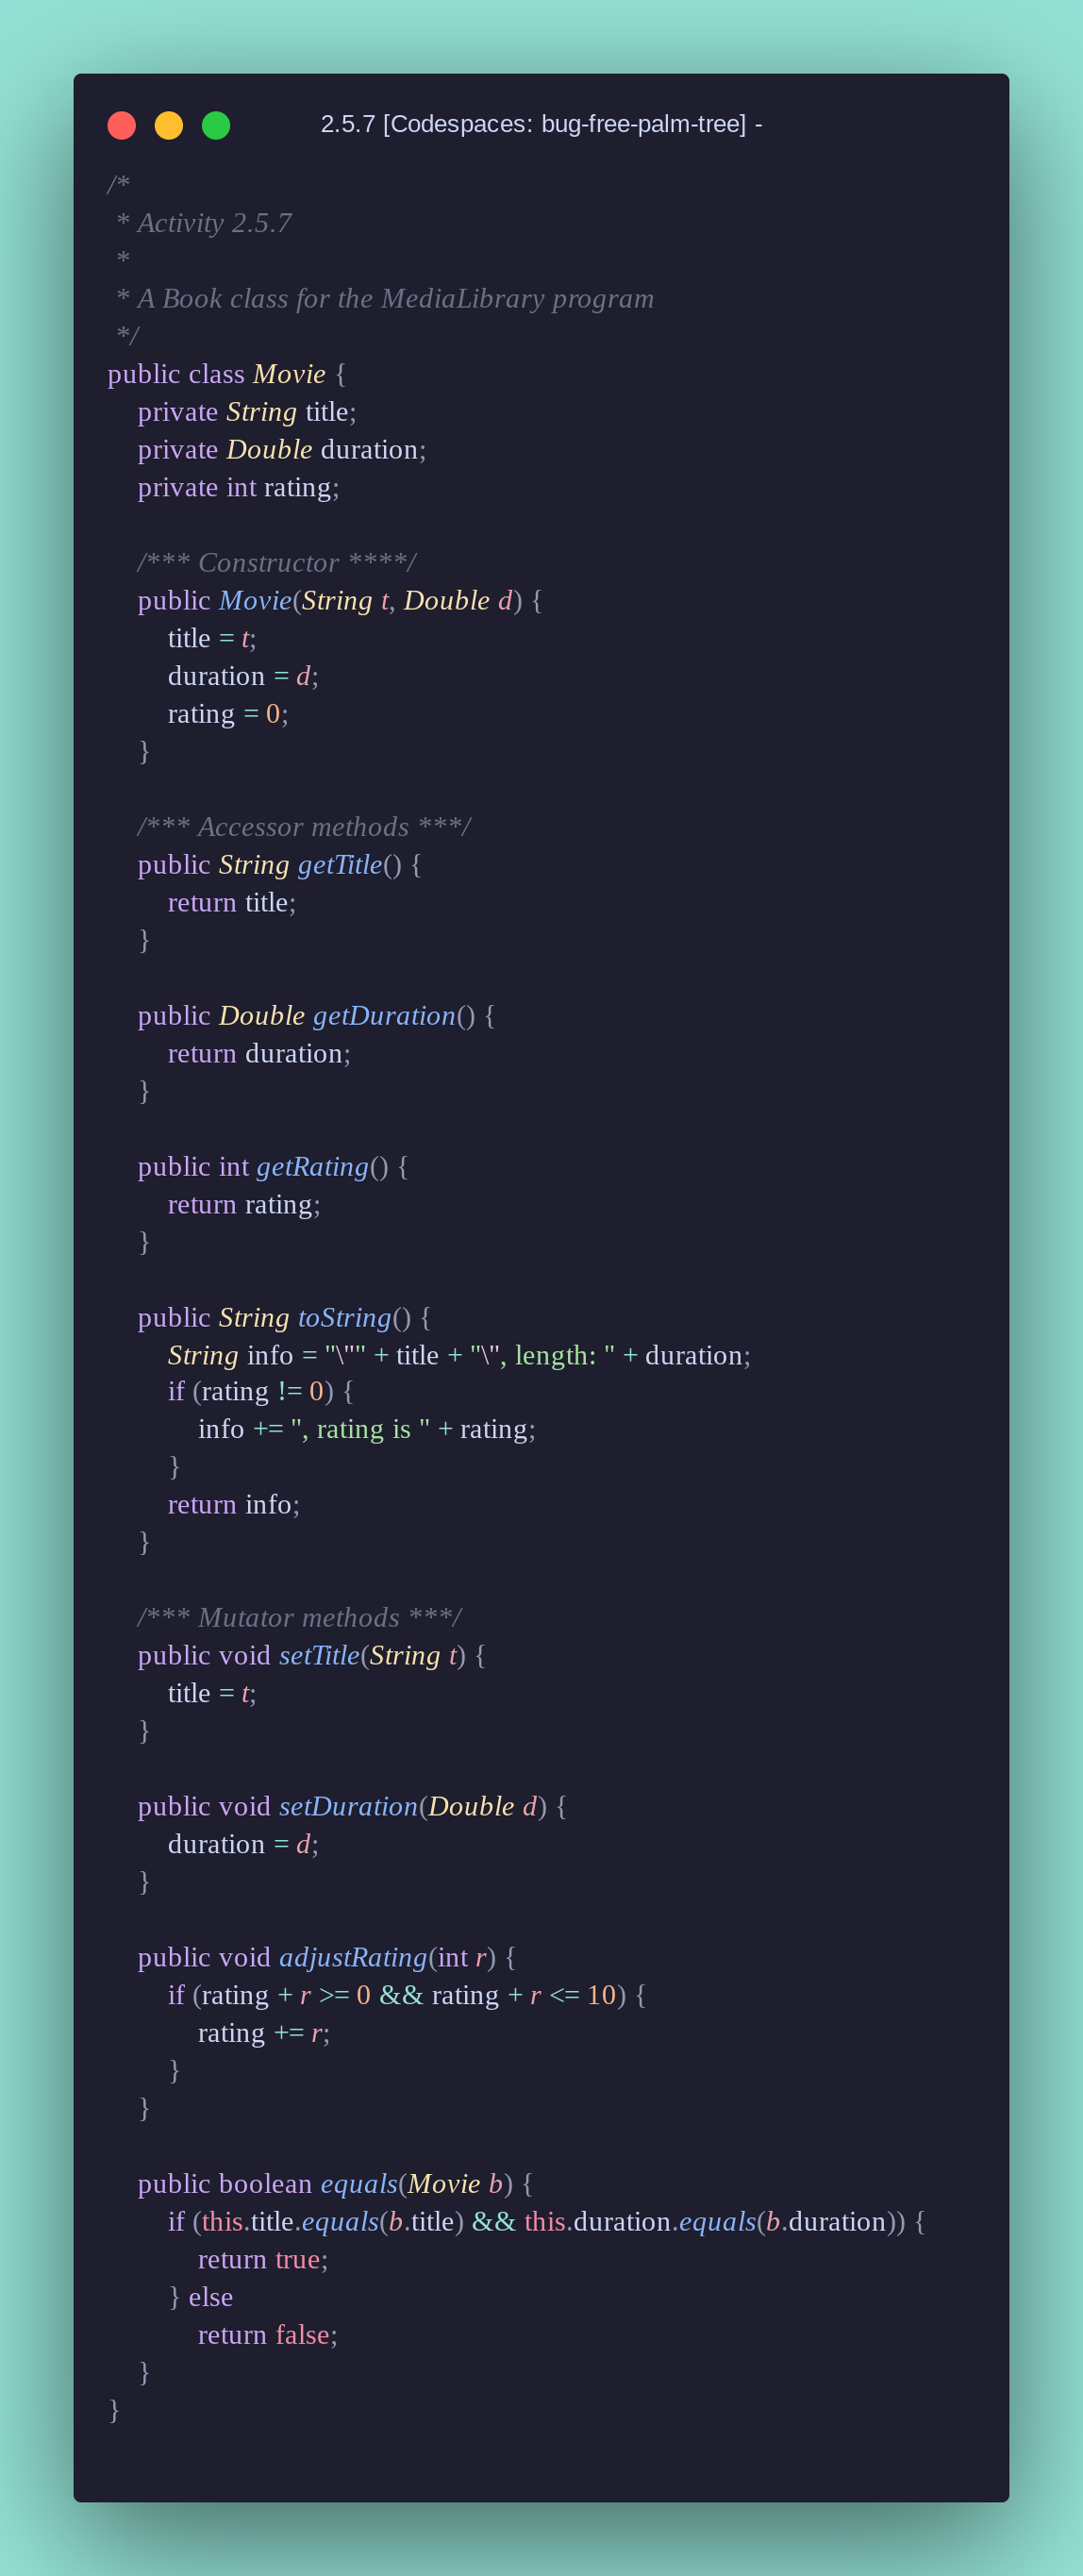 2.5.7 [Codespaces: bug-free-palm-tree] -
/*
 * Activity 2.5.7
 *
 * A Book class for the MediaLibrary program
 */
public class Movie {
    private String title;
    private Double duration;
    private int rating;

    /*** Constructor ****/
    public Movie(String t, Double d) {
        title = t;
        duration = d;
        rating = 0;
    }

    /*** Accessor methods ***/
    public String getTitle() {
        return title;
    }

    public Double getDuration() {
        return duration;
    }

    public int getRating() {
        return rating;
    }

    public String toString() {
        String info = "\"" + title + "\", length: " + duration;
        if (rating != 0) {
            info += ", rating is " + rating;
        }
        return info;
    }

    /*** Mutator methods ***/
    public void setTitle(String t) {
        title = t;
    }

    public void setDuration(Double d) {
        duration = d;
    }

    public void adjustRating(int r) {
        if (rating + r >= 0 && rating + r <= 10) {
            rating += r;
        }
    }

    public boolean equals(Movie b) {
        if (this.title.equals(b.title) && this.duration.equals(b.duration)) {
            return true;
        } else
            return false;
    }
}